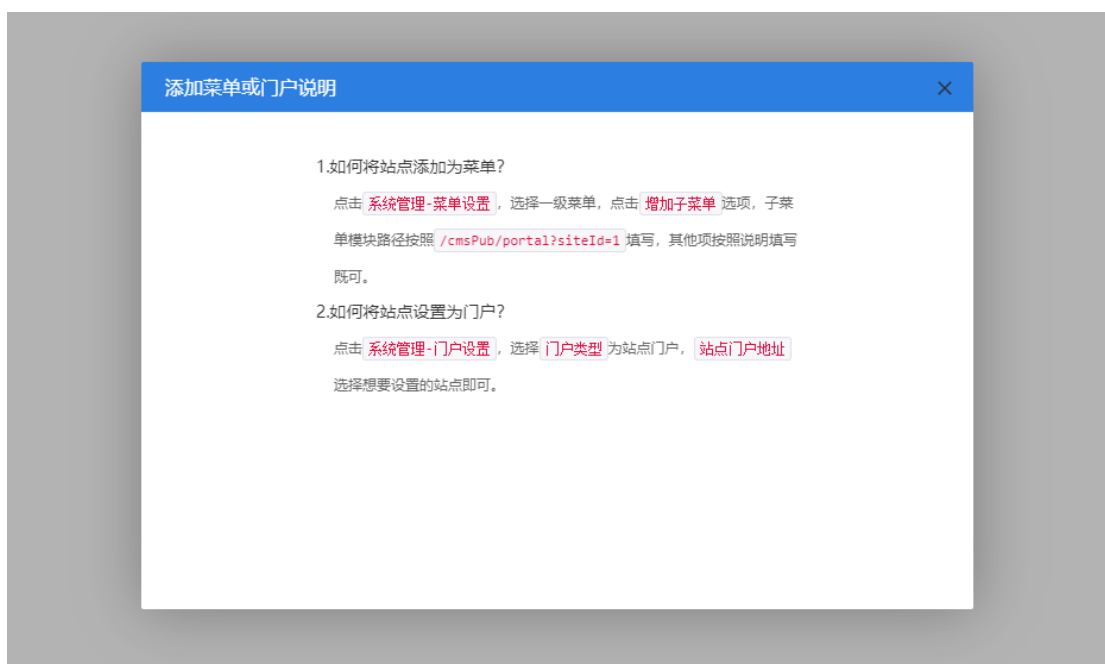 添加菜单或门户说明
1.如何将站点添加为菜单?
点击 系统管理-菜单设置 ，选择一级菜单，点击 增加子菜单 选项，子菜
单模块路径按照 /cmsPub/portal?siteId=1 填写，其他项按照说明填写
既可。
2.如何将站点设置为门户?
点击 系统管理-门户设置 ，选择 门户类型 为站点门户， 站点门户地址
选择想要设置的站点即可。